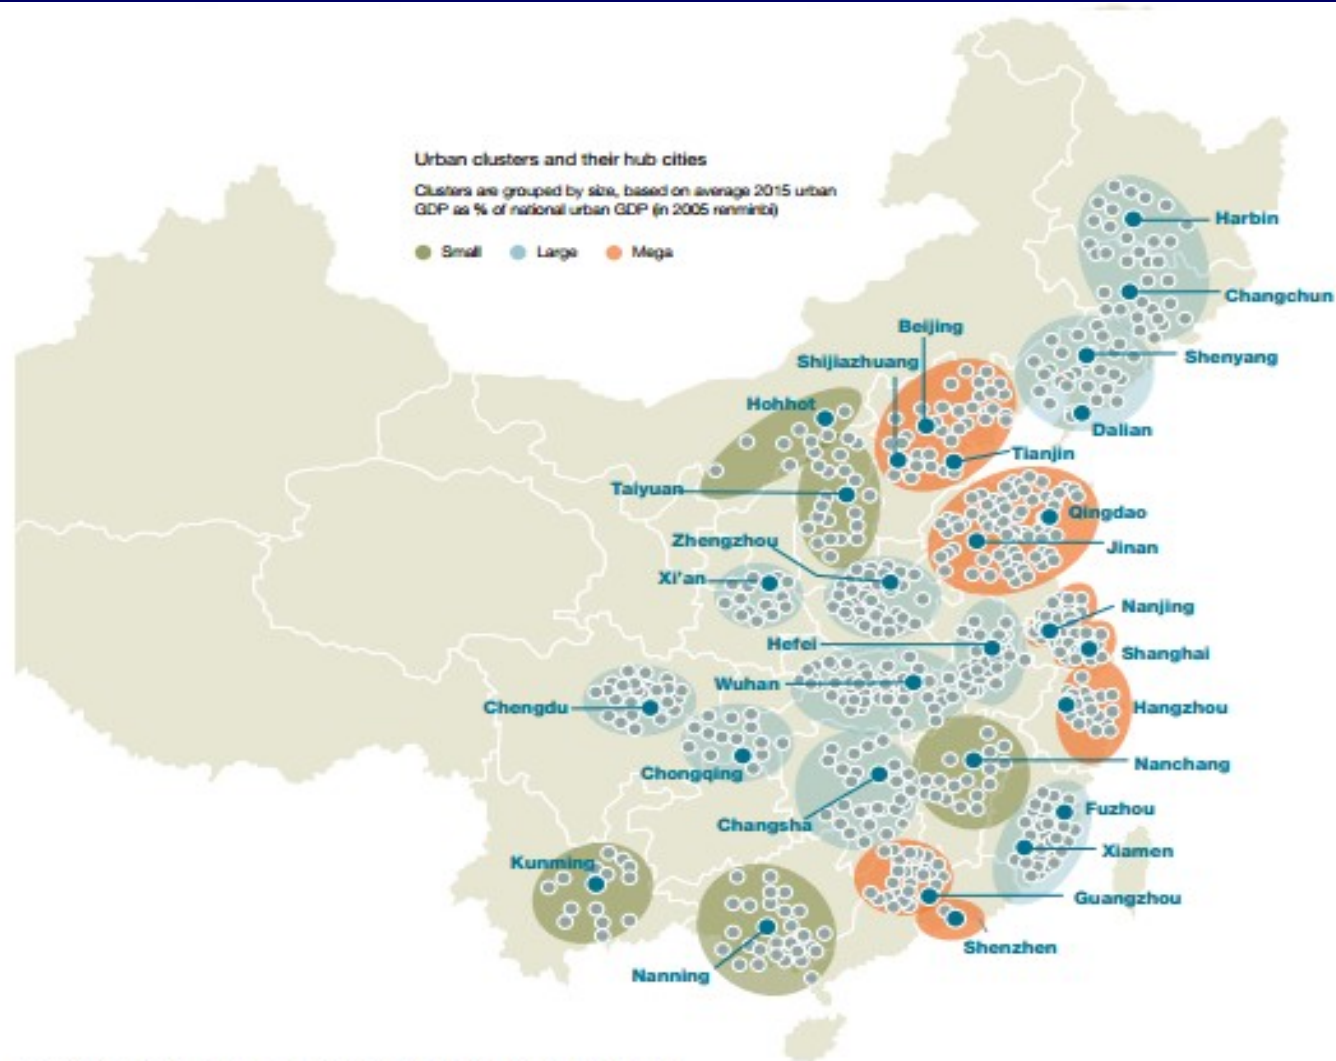 Urban clusters and their hub cities
Clusters are grouped by size, based on average 2015 urban
GDP as % of national urban GDP (in 2005 renminbi)
Small Large Mega
Harbin
Changchun
Beijing
Shenyang
Shijiazhuang
Hohhot
Dalian
Tianjin
Taiyuan
Qingdao
Zhengzhou
Jinan
Xi'an
Nanjing
Hefei
Shanghai
Wuhan
Chengdu
Hangzhou
Nanchang
Chongqing
Fuzhou
Changsha
Xiamen
Kunming
Guangzhou
Shenzhen
Nanning